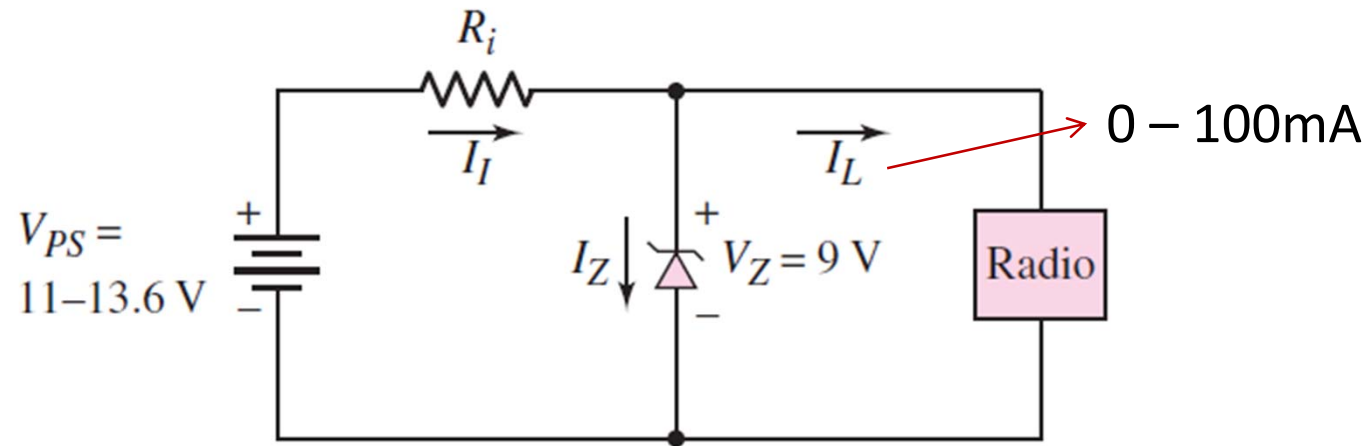 R_i
I_I
I_L
0 – 100mA
+
V_PS =
11–13.6 V
–
I_Z
+
V_Z = 9 V
–
Radio